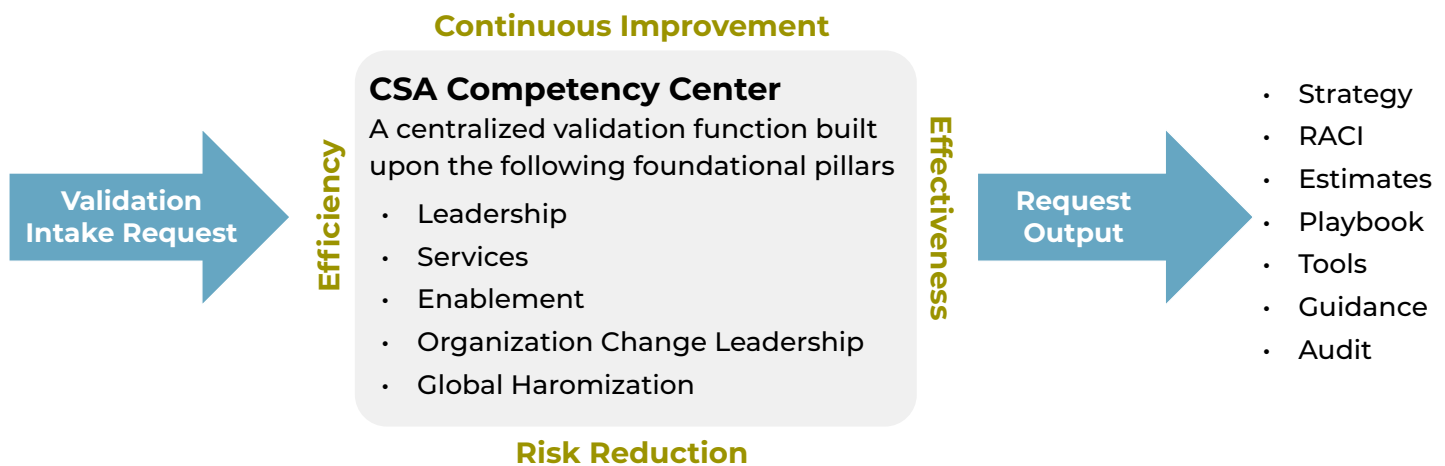 Continuous Improvement
CSA Competency Center
A centralized validation function built
upon the following foundational pillars
• Leadership
• Services
• Enablement
• Organization Change Leadership
• Global Haromization
Validation
Intake Request
Efficiency
Effectiveness
Request
Output
• Strategy
• RACI
• Estimates
• Playbook
• Tools
• Guidance
• Audit
Risk Reduction